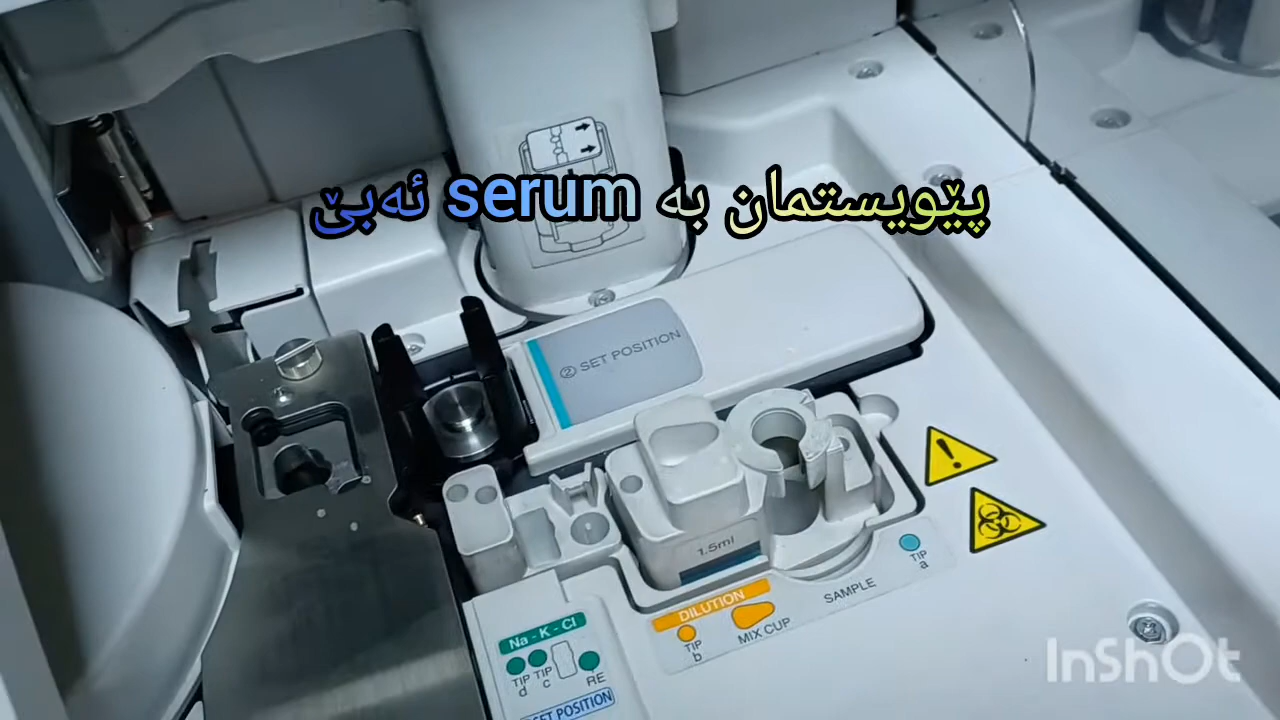 پێویستمان بە serum ئەبێ
② SET POSITION
1.5ml
TIP a
SAMPLE
DILUTION
TIP b
MIX CUP
Na - K - Cl
TIP d
TIP c
RE
SET POSITION
InShOt